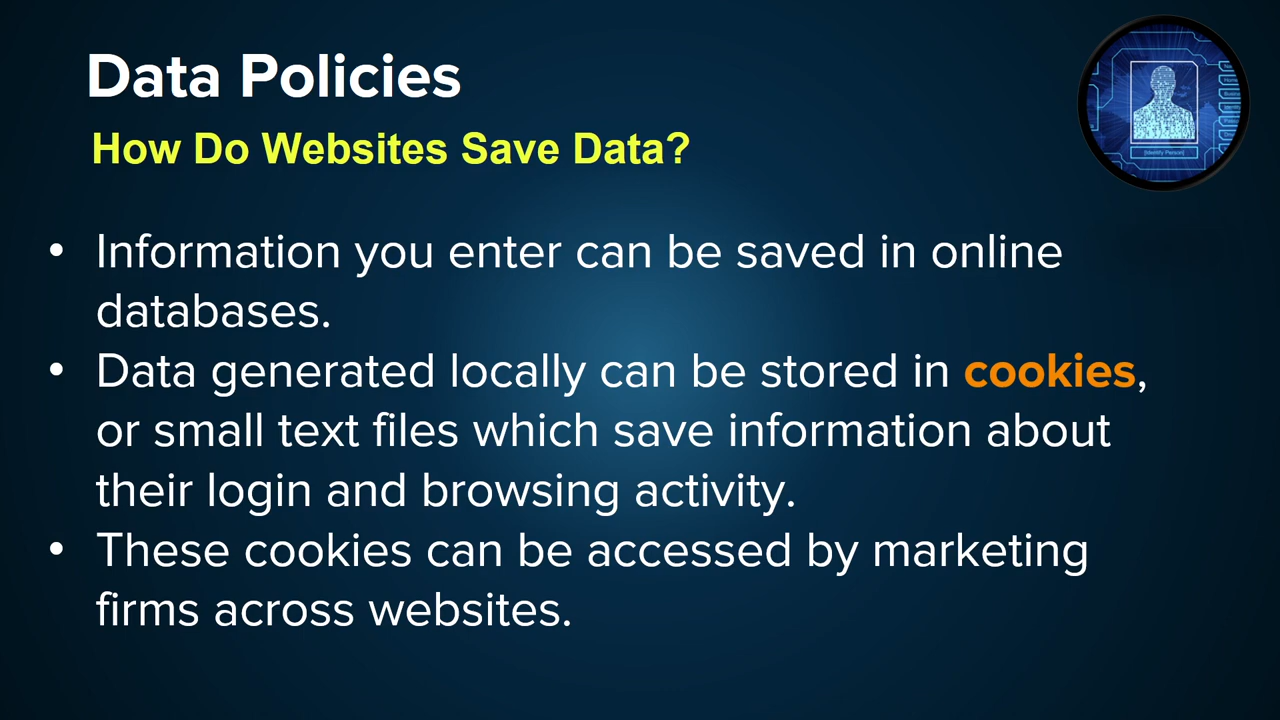 Data Policies
How Do Websites Save Data?
• Information you enter can be saved in online
databases.
• Data generated locally can be stored in cookies,
or small text files which save information about
their login and browsing activity.
• These cookies can be accessed by marketing
firms across websites.
[Identify Person]